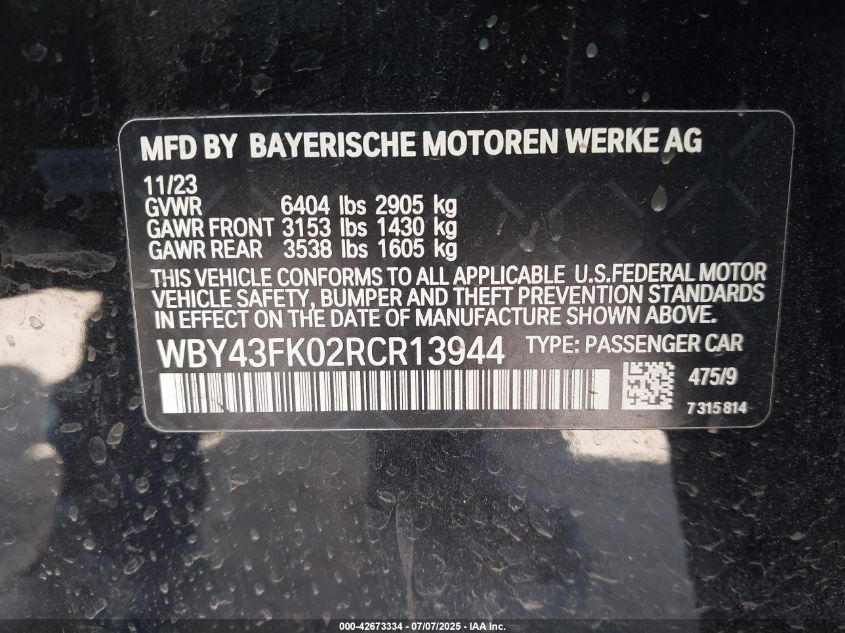 MFD BY BAYERISCHE MOTOREN WERKE AG
11/23
GVWR 6404 lbs 2905 kg
GAWR FRONT 3153 lbs 1430 kg
GAWR REAR 3538 lbs 1605 kg
THIS VEHICLE CONFORMS TO ALL APPLICABLE U.S.FEDERAL MOTOR
VEHICLE SAFETY, BUMPER AND THEFT PREVENTION STANDARDS
IN EFFECT ON THE DATE OF MANUFACTURE SHOWN ABOVE.
WBY43FK02RCR13944 TYPE: PASSENGER CAR
475/9
7315814
000-42673334 - 07/07/2025 - IAA Inc.